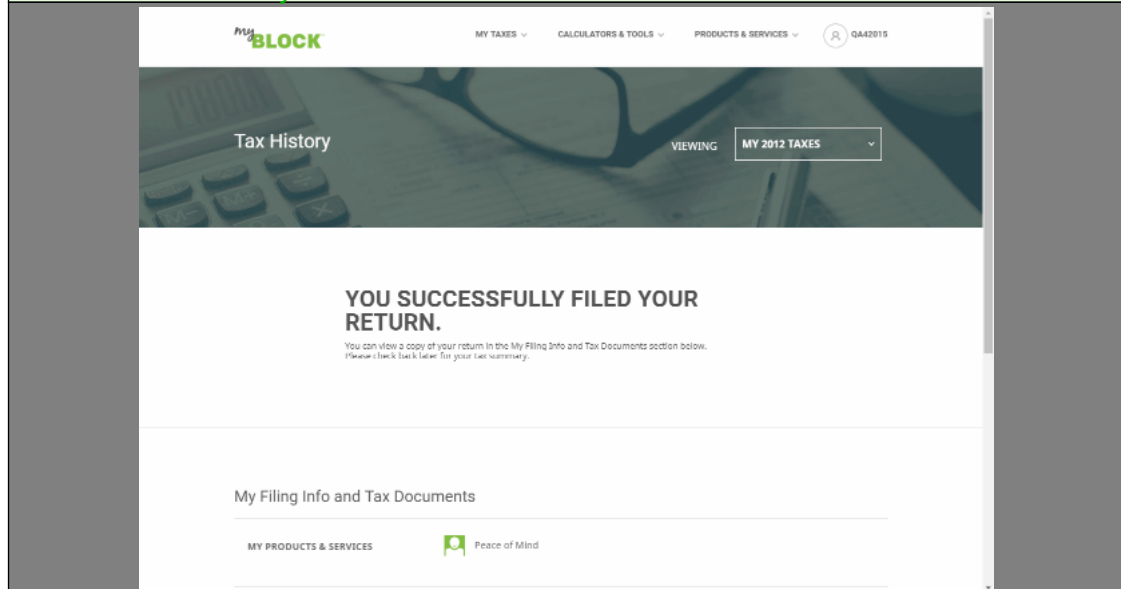 myBLOCK
MY TAXES CALCULATORS & TOOLS PRODUCTS & SERVICES QA42015
Tax History
VIEWING MY 2012 TAXES
YOU SUCCESSFULLY FILED YOUR
RETURN.
You can view a copy of your return in the My Filing Info and Tax Documents section below.
Please check back later for your tax summary.
My Filing Info and Tax Documents
MY PRODUCTS & SERVICES Peace of Mind